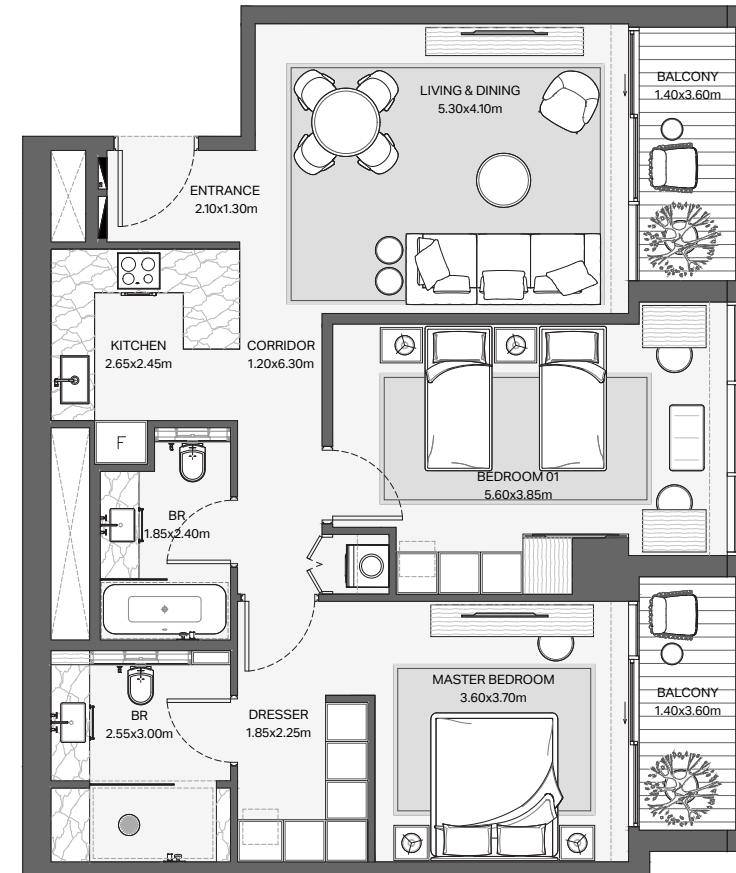 LIVING & DINING
5.30x4.10m
BALCONY
1.40x3.60m
ENTRANCE
2.10x1.30m
KITCHEN
2.65x2.45m
CORRIDOR
1.20x6.30m
F
BEDROOM 01
5.60x3.85m
BR
1.85x2.40m
MASTER BEDROOM
3.60x3.70m
BALCONY
1.40x3.60m
BR
2.55x3.00m
DRESSER
1.85x2.25m